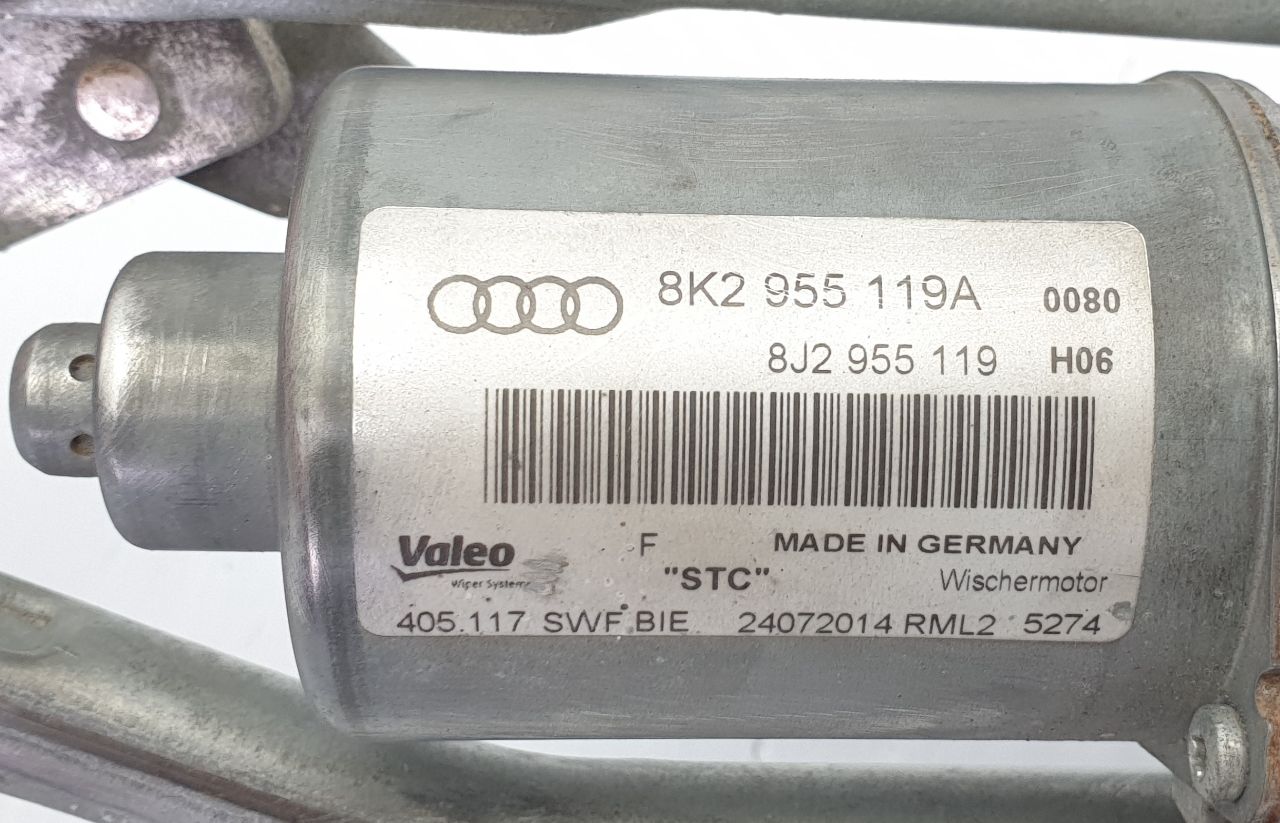 8K2 955 119A 0080
8J2 955 119 H06
Valeo F MADE IN GERMANY
Wiper Systems "STC" Wischermotor
405.117 SWF BIE 24072014 RML2 5274